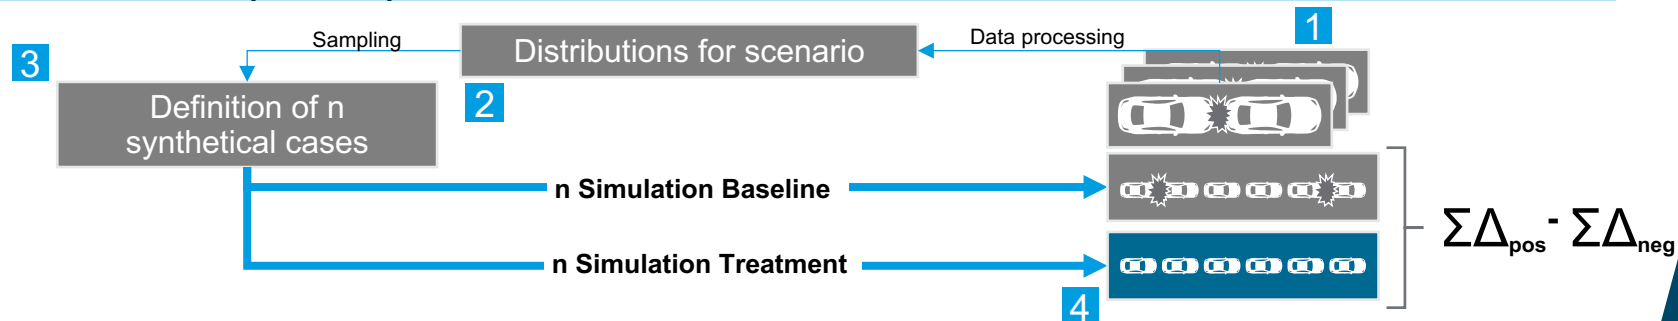 1
Sampling
Distributions for scenario
Data processing
3
2
Definition of n
synthetical cases
n Simulation Baseline
ΣΔpos - ΣΔneg
n Simulation Treatment
4